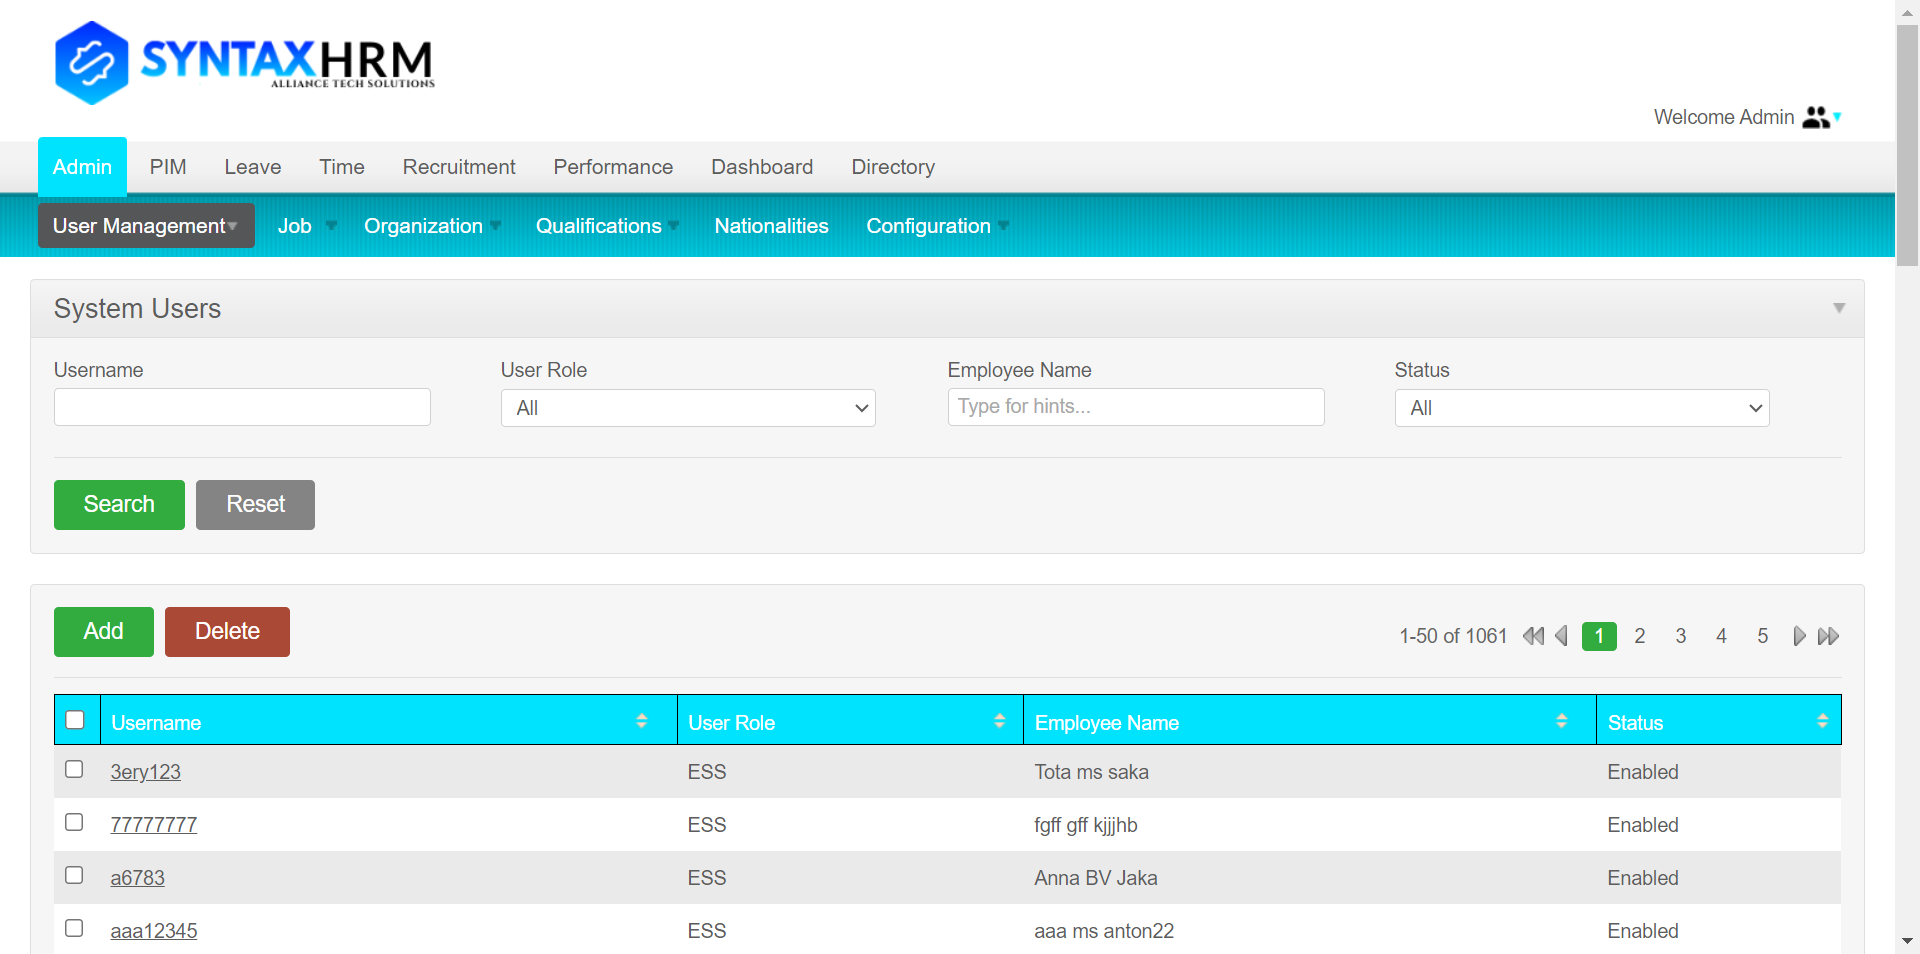 SYNTAXHRM
ALLIANCE TECH SOLUTIONS
Welcome Admin
Admin PIM Leave Time Recruitment Performance Dashboard Directory
User Management Job Organization Qualifications Nationalities Configuration
System Users
Username User Role Employee Name Status
All Type for hints... All
Search Reset
Add Delete 1-50 of 1061 1 2 3 4 5
Username User Role Employee Name Status
3ery123 ESS Tota ms saka Enabled
77777777 ESS fgff gff kjjjhb Enabled
a6783 ESS Anna BV Jaka Enabled
aaa12345 ESS aaa ms anton22 Enabled